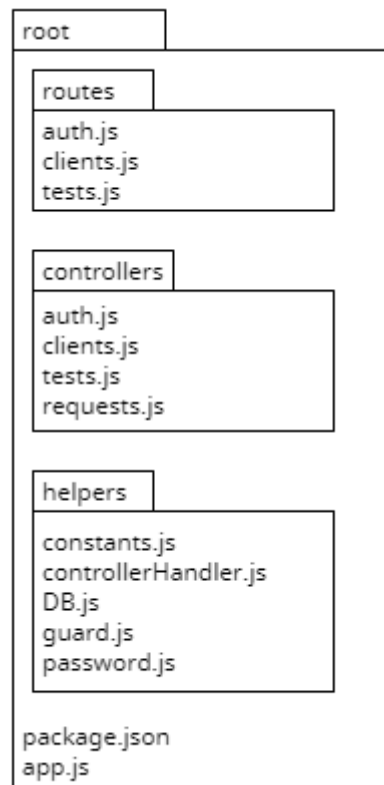 root
routes
auth.js
clients.js
tests.js
controllers
auth.js
clients.js
tests.js
requests.js
helpers
constants.js
controllerHandler.js
DB.js
guard.js
password.js
package.json
app.js